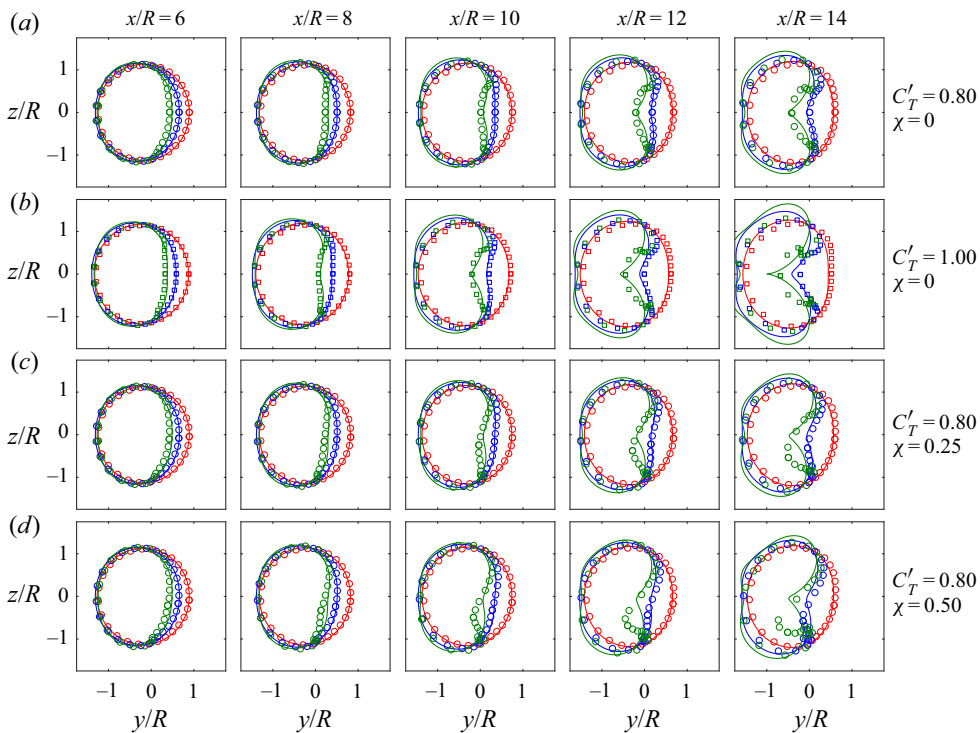 (a) x/R = 6 x/R = 8 x/R = 10 x/R = 12 x/R = 14
1
z/R 0
−1
C′T = 0.80
χ = 0
(b)
1
z/R 0
−1
C′T = 1.00
χ = 0
(c)
1
z/R 0
−1
C′T = 0.80
χ = 0.25
(d)
1
z/R 0
−1
C′T = 0.80
χ = 0.50
−1 0 1 −1 0 1 −1 0 1 −1 0 1 −1 0 1
y/R y/R y/R y/R y/R